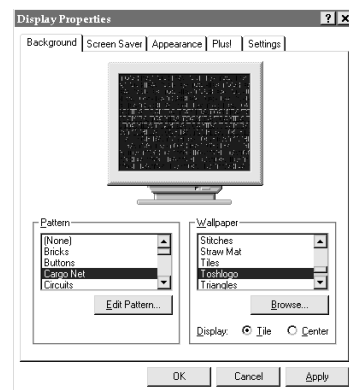 Display Properties
Background Screen Saver Appearance Plus! Settings
Pattern
(None)
Bricks
Buttons
Cargo Net
Circuits
Edit Pattern...
Wallpaper
Stitches
Straw Mat
Tiles
Toshlogo
Triangles
Browse...
Display: Tile Center
OK Cancel Apply